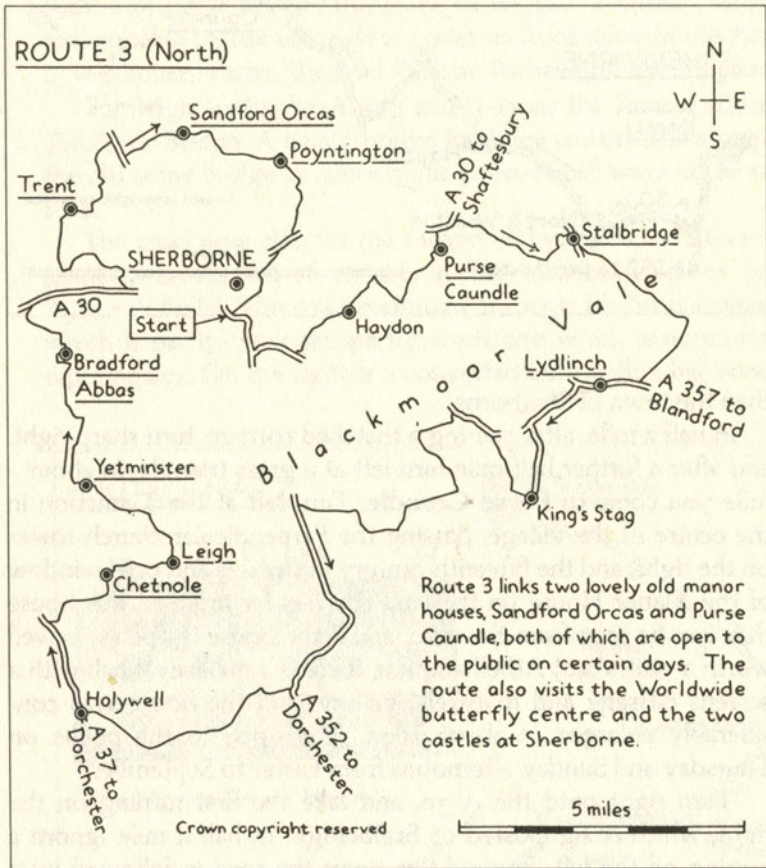 ROUTE 3 (North)
N
W E
S
Sandford Orcas
Poyntington
Trent
A 30 to
Shaftesbury
Stalbridge
SHERBORNE
Purse
Caundle
A 30
Start
Haydon
Blakmoor Vale
Bradford
Abbas
Lydlinch
A 357 to
Blandford
Yetminster
King's Stag
Leigh
Chetnole
Route 3 links two lovely old manor
houses, Sandford Orcas and Purse
Caundle, both of which are open to
the public on certain days. The
route also visits the Worldwide
butterfly centre and the two
castles at Sherborne.
Holywell
A 37 to
Dorchester
A 352 to
Dorchester
Crown copyright reserved
miles